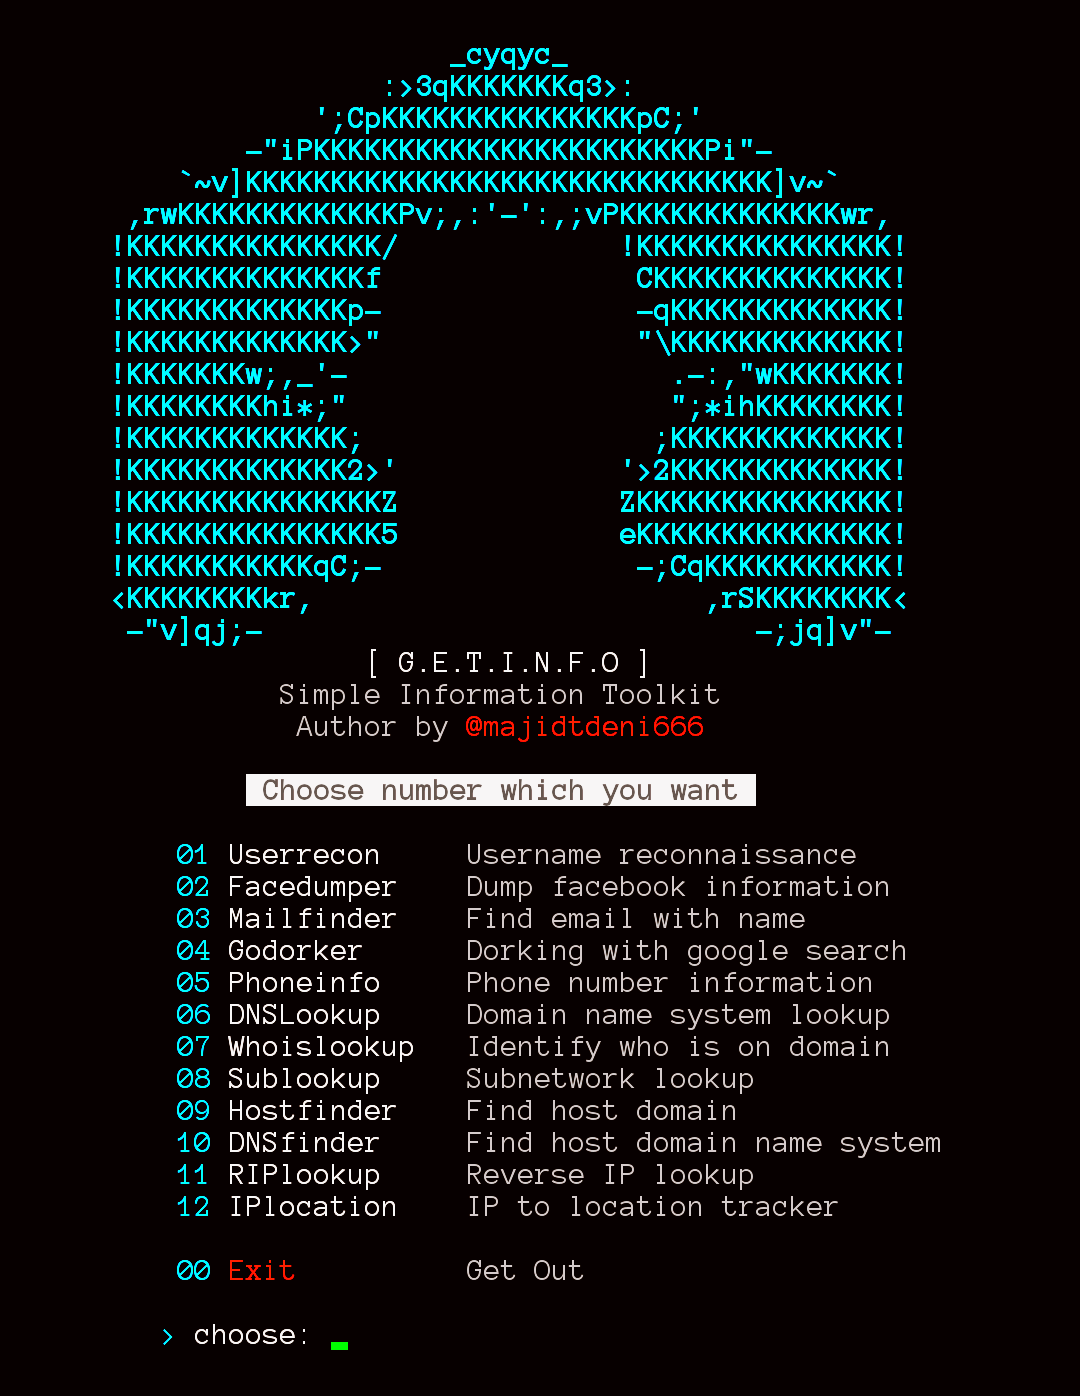 _cyqyc_
:>3qKKKKKKKq3>:
';CpKKKKKKKKKKKKKKKpC;'
-"iPKKKKKKKKKKKKKKKKKKKKKKKPi"-
`~v]KKKKKKKKKKKKKKKKKKKKKKKKKKKKKKK]v~`
,rwKKKKKKKKKKKKKPv;,:'-':,;vPKKKKKKKKKKKKKwr,
!KKKKKKKKKKKKKKK/ !KKKKKKKKKKKKKKK!
!KKKKKKKKKKKKKKf CKKKKKKKKKKKKKK!
!KKKKKKKKKKKKKp- -qKKKKKKKKKKKKK!
!KKKKKKKKKKKKK>" "\KKKKKKKKKKKKK!
!KKKKKKKw;,_'- .-:,"wKKKKKKK!
!KKKKKKKKhi*;" ";*ihKKKKKKKK!
!KKKKKKKKKKKKK; ;KKKKKKKKKKKKK!
!KKKKKKKKKKKKK2>' '>2KKKKKKKKKKKKK!
!KKKKKKKKKKKKKKKZ ZKKKKKKKKKKKKKKK!
!KKKKKKKKKKKKKKK5 eKKKKKKKKKKKKKKK!
!KKKKKKKKKKKqC;- -;CqKKKKKKKKKKK!
<KKKKKKKKkr, ,rSKKKKKKKK<
-"v]qj;- -;jq]v"-
[ G.E.T.I.N.F.O ]
Simple Information Toolkit
Author by @majidtdeni666
Choose number which you want
01 Userrecon Username reconnaissance
02 Facedumper Dump facebook information
03 Mailfinder Find email with name
04 Godorker Dorking with google search
05 Phoneinfo Phone number information
06 DNSLookup Domain name system lookup
07 Whoislookup Identify who is on domain
08 Sublookup Subnetwork lookup
09 Hostfinder Find host domain
10 DNSfinder Find host domain name system
11 RIPlookup Reverse IP lookup
12 IPlocation IP to location tracker
00 Exit Get Out
> choose: